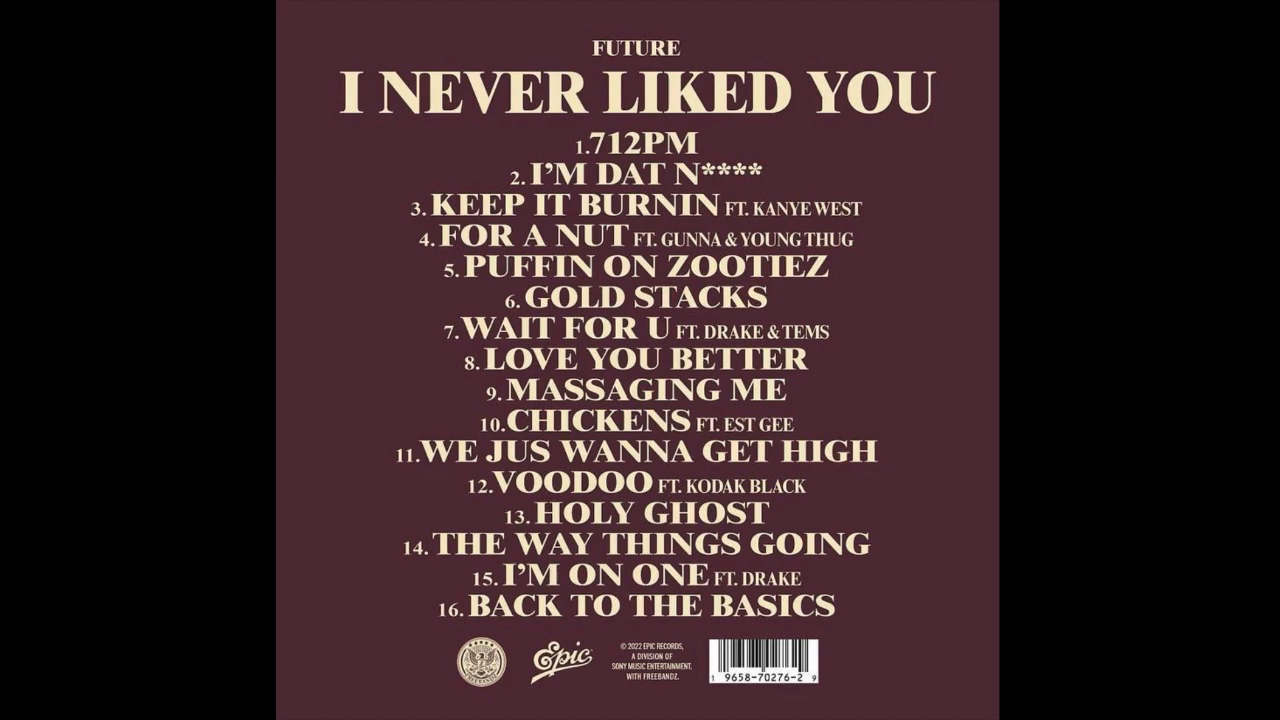 FUTURE
I NEVER LIKED YOU
1.712PM
2. I'M DAT N****
3. KEEP IT BURNIN FT. KANYE WEST
4. FOR A NUT FT. GUNNA & YOUNG THUG
5. PUFFIN ON ZOOTIEZ
6. GOLD STACKS
7. WAIT FOR U FT. DRAKE & TEMS
8. LOVE YOU BETTER
9. MASSAGING ME
10. CHICKENS FT. EST GEE
11. WE JUS WANNA GET HIGH
12. VOODOO FT. KODAK BLACK
13. HOLY GHOST
14. THE WAY THINGS GOING
15. I'M ON ONE FT. DRAKE
16. BACK TO THE BASICS
FREEBANDZ
Epic
© 2022 EPIC RECORDS,
A DIVISION OF
SONY MUSIC ENTERTAINMENT.
WITH FREEBANDZ.
1 9658-70276-2 9